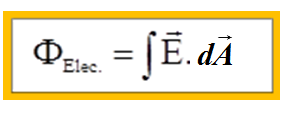 Φ_Elec. = ∫ E⃗ . dA⃗